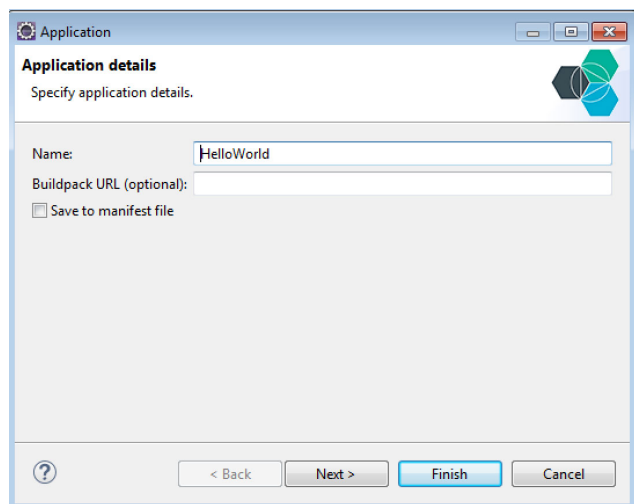 Application
Application details
Specify application details.
Name: HelloWorld
Buildpack URL (optional):
Save to manifest file
? < Back Next > Finish Cancel